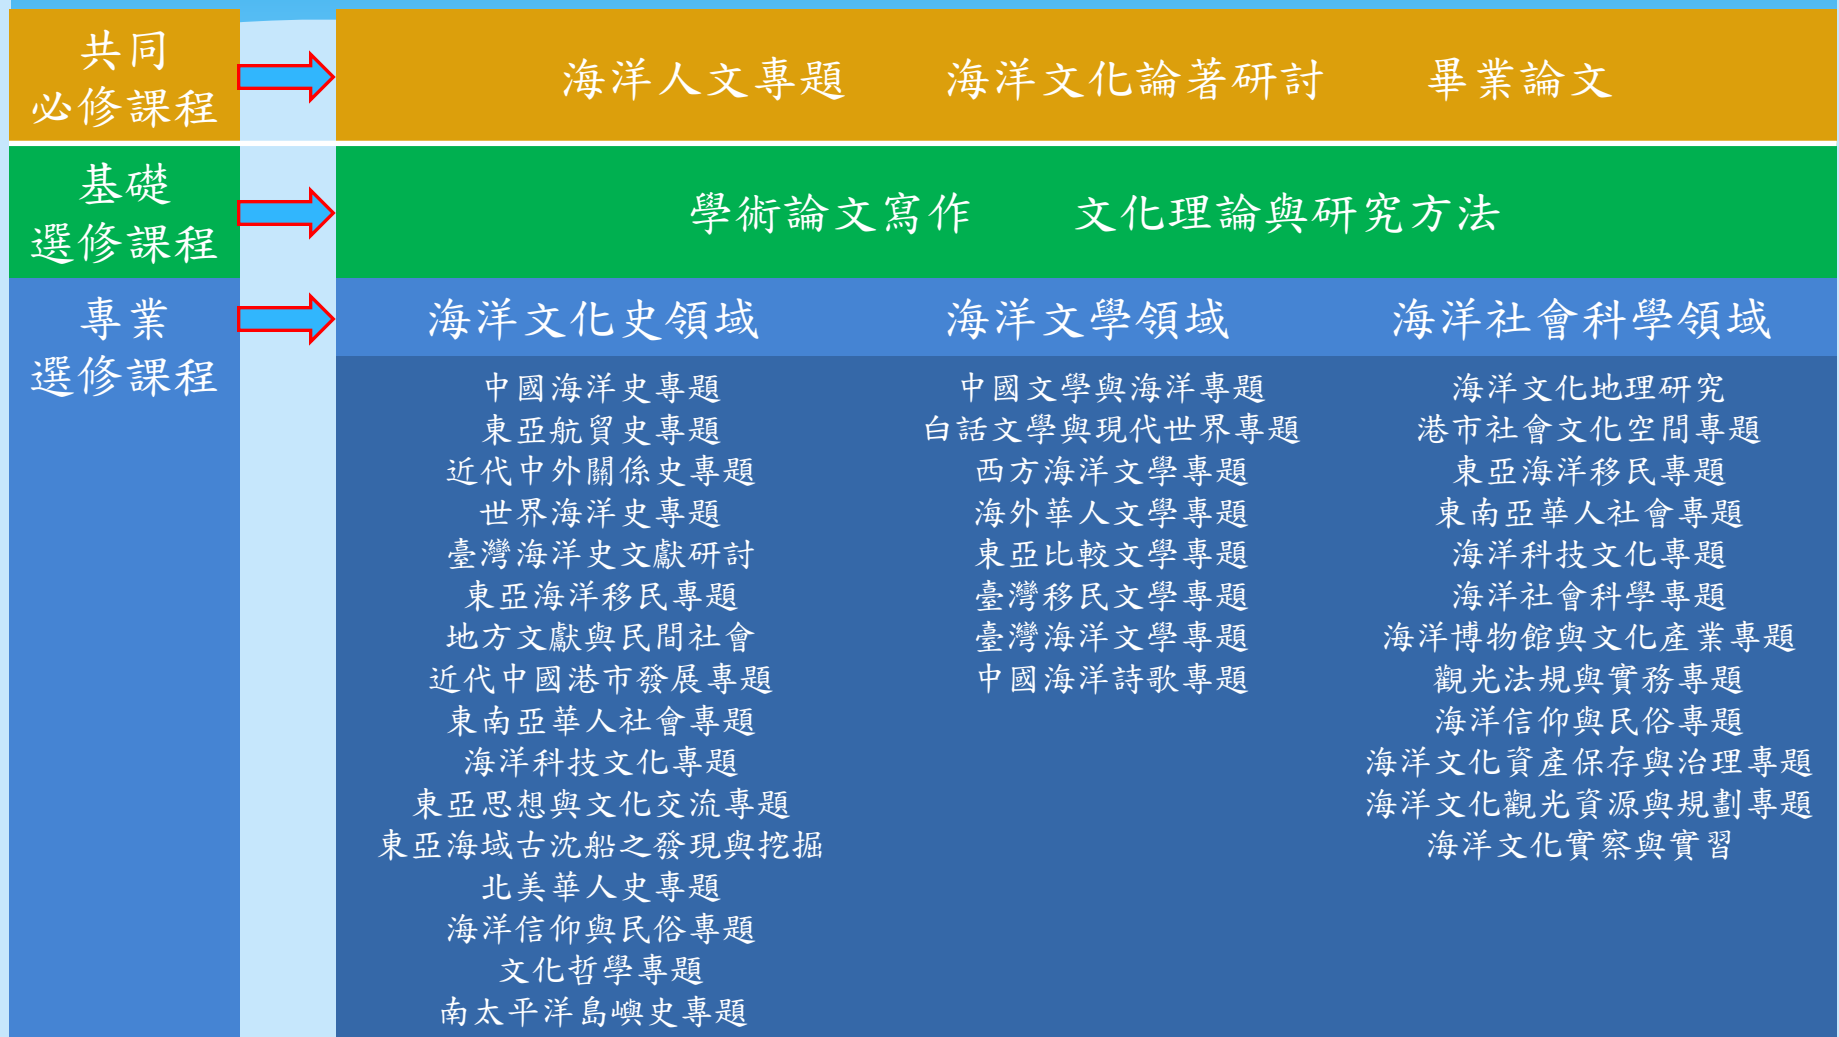 共同
必修課程
海洋人文專題 海洋文化論著研討 畢業論文
基礎
選修課程
學術論文寫作 文化理論與研究方法
專業
選修課程
海洋文化史領域 海洋文學領域 海洋社會科學領域
中國海洋史專題
東亞航貿史專題
近代中外關係史專題
世界海洋史專題
臺灣海洋史文獻研討
東亞海洋移民專題
地方文獻與民間社會
近代中國港市發展專題
東南亞華人社會專題
海洋科技文化專題
東亞思想與文化交流專題
東亞海域古沈船之發現與挖掘
北美華人史專題
海洋信仰與民俗專題
文化哲學專題
南太平洋島嶼史專題
中國文學與海洋專題
白話文學與現代世界專題
西方海洋文學專題
海外華人文學專題
東亞比較文學專題
臺灣移民文學專題
臺灣海洋文學專題
中國海洋詩歌專題
海洋文化地理研究
港市社會文化空間專題
東亞海洋移民專題
東南亞華人社會專題
海洋科技文化專題
海洋社會科學專題
海洋博物館與文化產業專題
觀光法規與實務專題
海洋信仰與民俗專題
海洋文化資產保存與治理專題
海洋文化觀光資源與規劃專題
海洋文化實察與實習